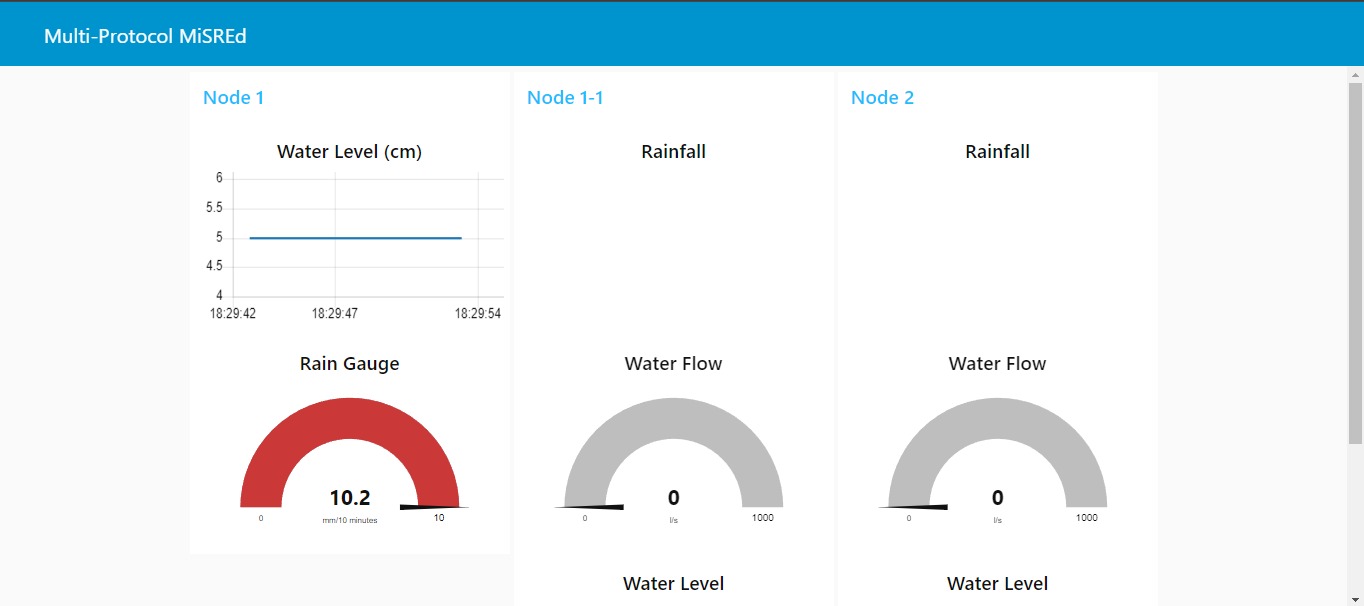 Multi-Protocol MiSREd
Node 1
Water Level (cm)
6
5.5
5
4.5
4
18:29:42 18:29:47 18:29:54
Rain Gauge
10.2
mm/10 minutes
0 10
Node 1-1
Rainfall
Water Flow
0
l/s
0 1000
Water Level
Node 2
Rainfall
Water Flow
0
l/s
0 1000
Water Level